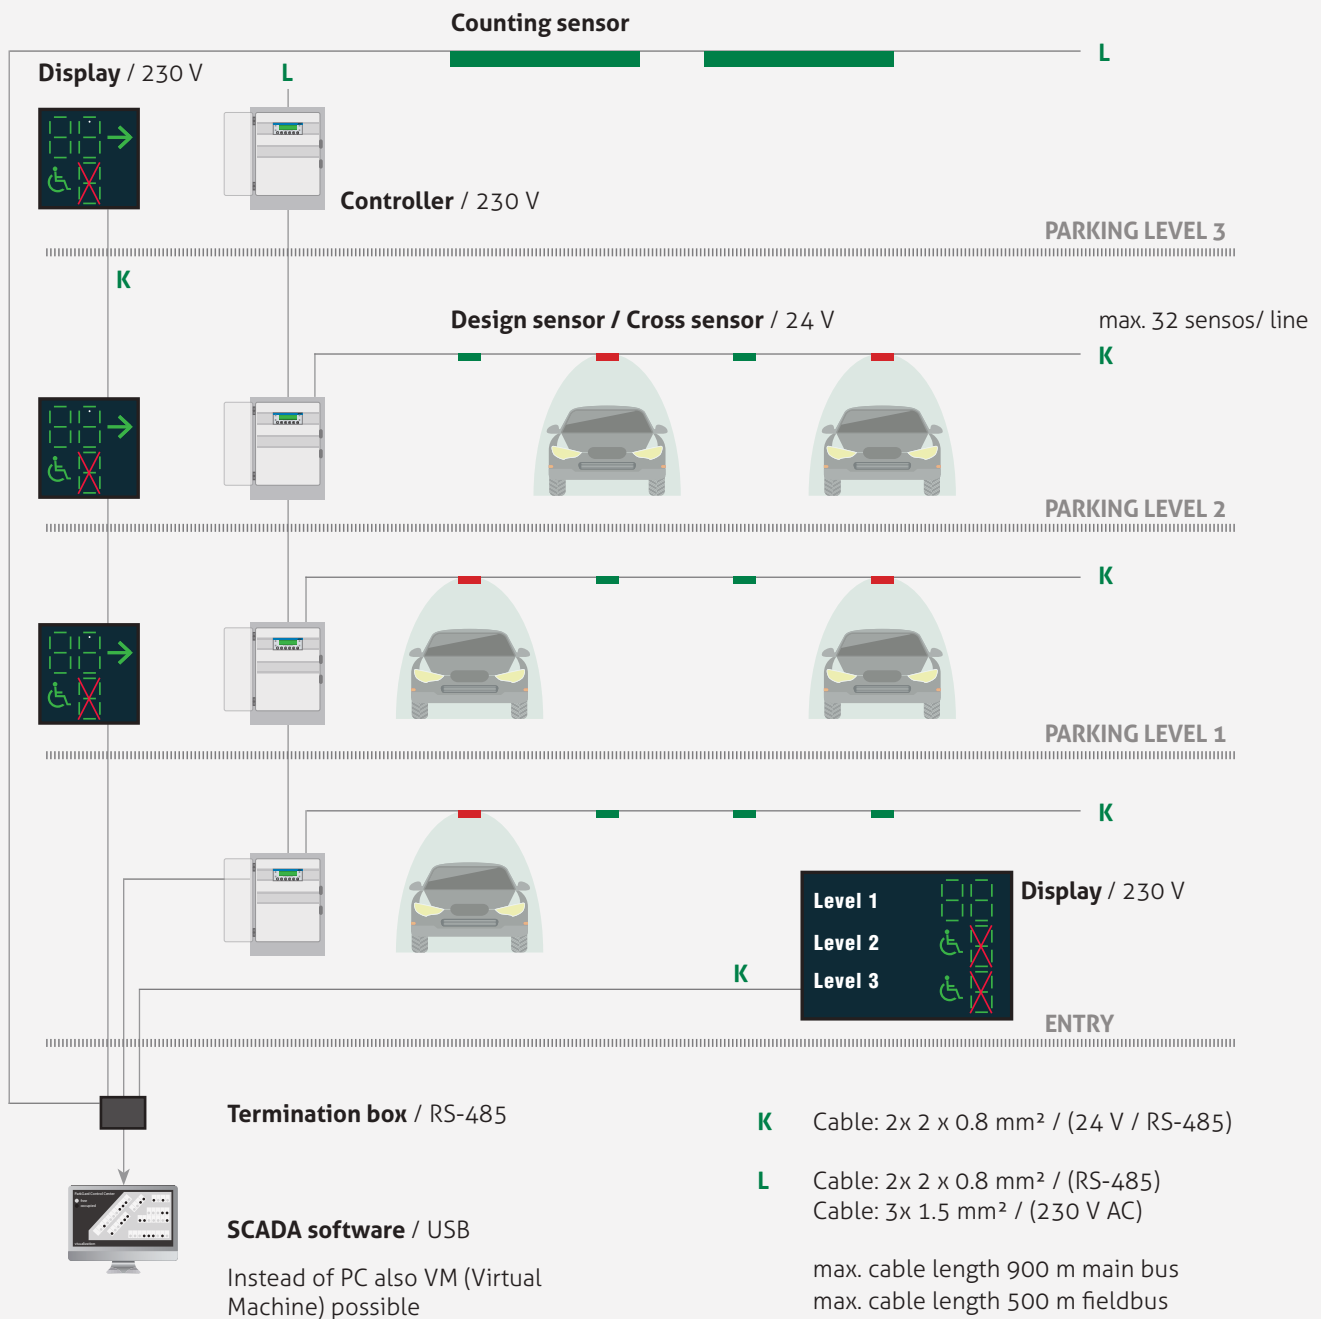 Counting sensor
L
Display / 230 V
L
Controller / 230 V
PARKING LEVEL 3
K
Design sensor / Cross sensor / 24 V
max. 32 sensos/ line
K
PARKING LEVEL 2
K
PARKING LEVEL 1
K
Level 1
Level 2
Level 3
Display / 230 V
K
ENTRY
Termination box / RS-485
SCADA software / USB
Instead of PC also VM (Virtual
Machine) possible
K Cable: 2x 2 x 0.8 mm² / (24 V / RS-485)
L Cable: 2x 2 x 0.8 mm² / (RS-485)
Cable: 3x 1.5 mm² / (230 V AC)
max. cable length 900 m main bus
max. cable length 500 m fieldbus